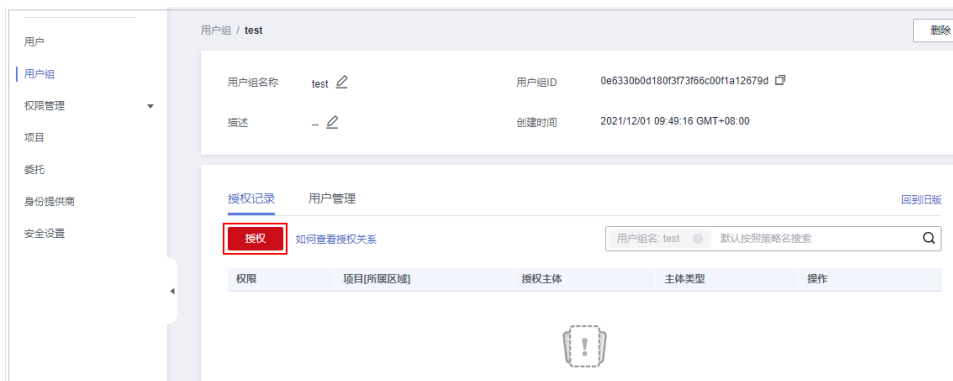 用户
用户组
权限管理
项目
委托
身份提供商
安全设置
用户组 / test
删除
用户组名称 test 用户组ID 0e6330b0d180f3f73f66c00f1a12679d
描述 -- 创建时间 2021/12/01 09:49:16 GMT+08:00
授权记录 用户管理 回到旧版
授权 如何查看授权关系 用户组名: test 默认按照策略名搜索
权限 项目[所属区域] 授权主体 主体类型 操作